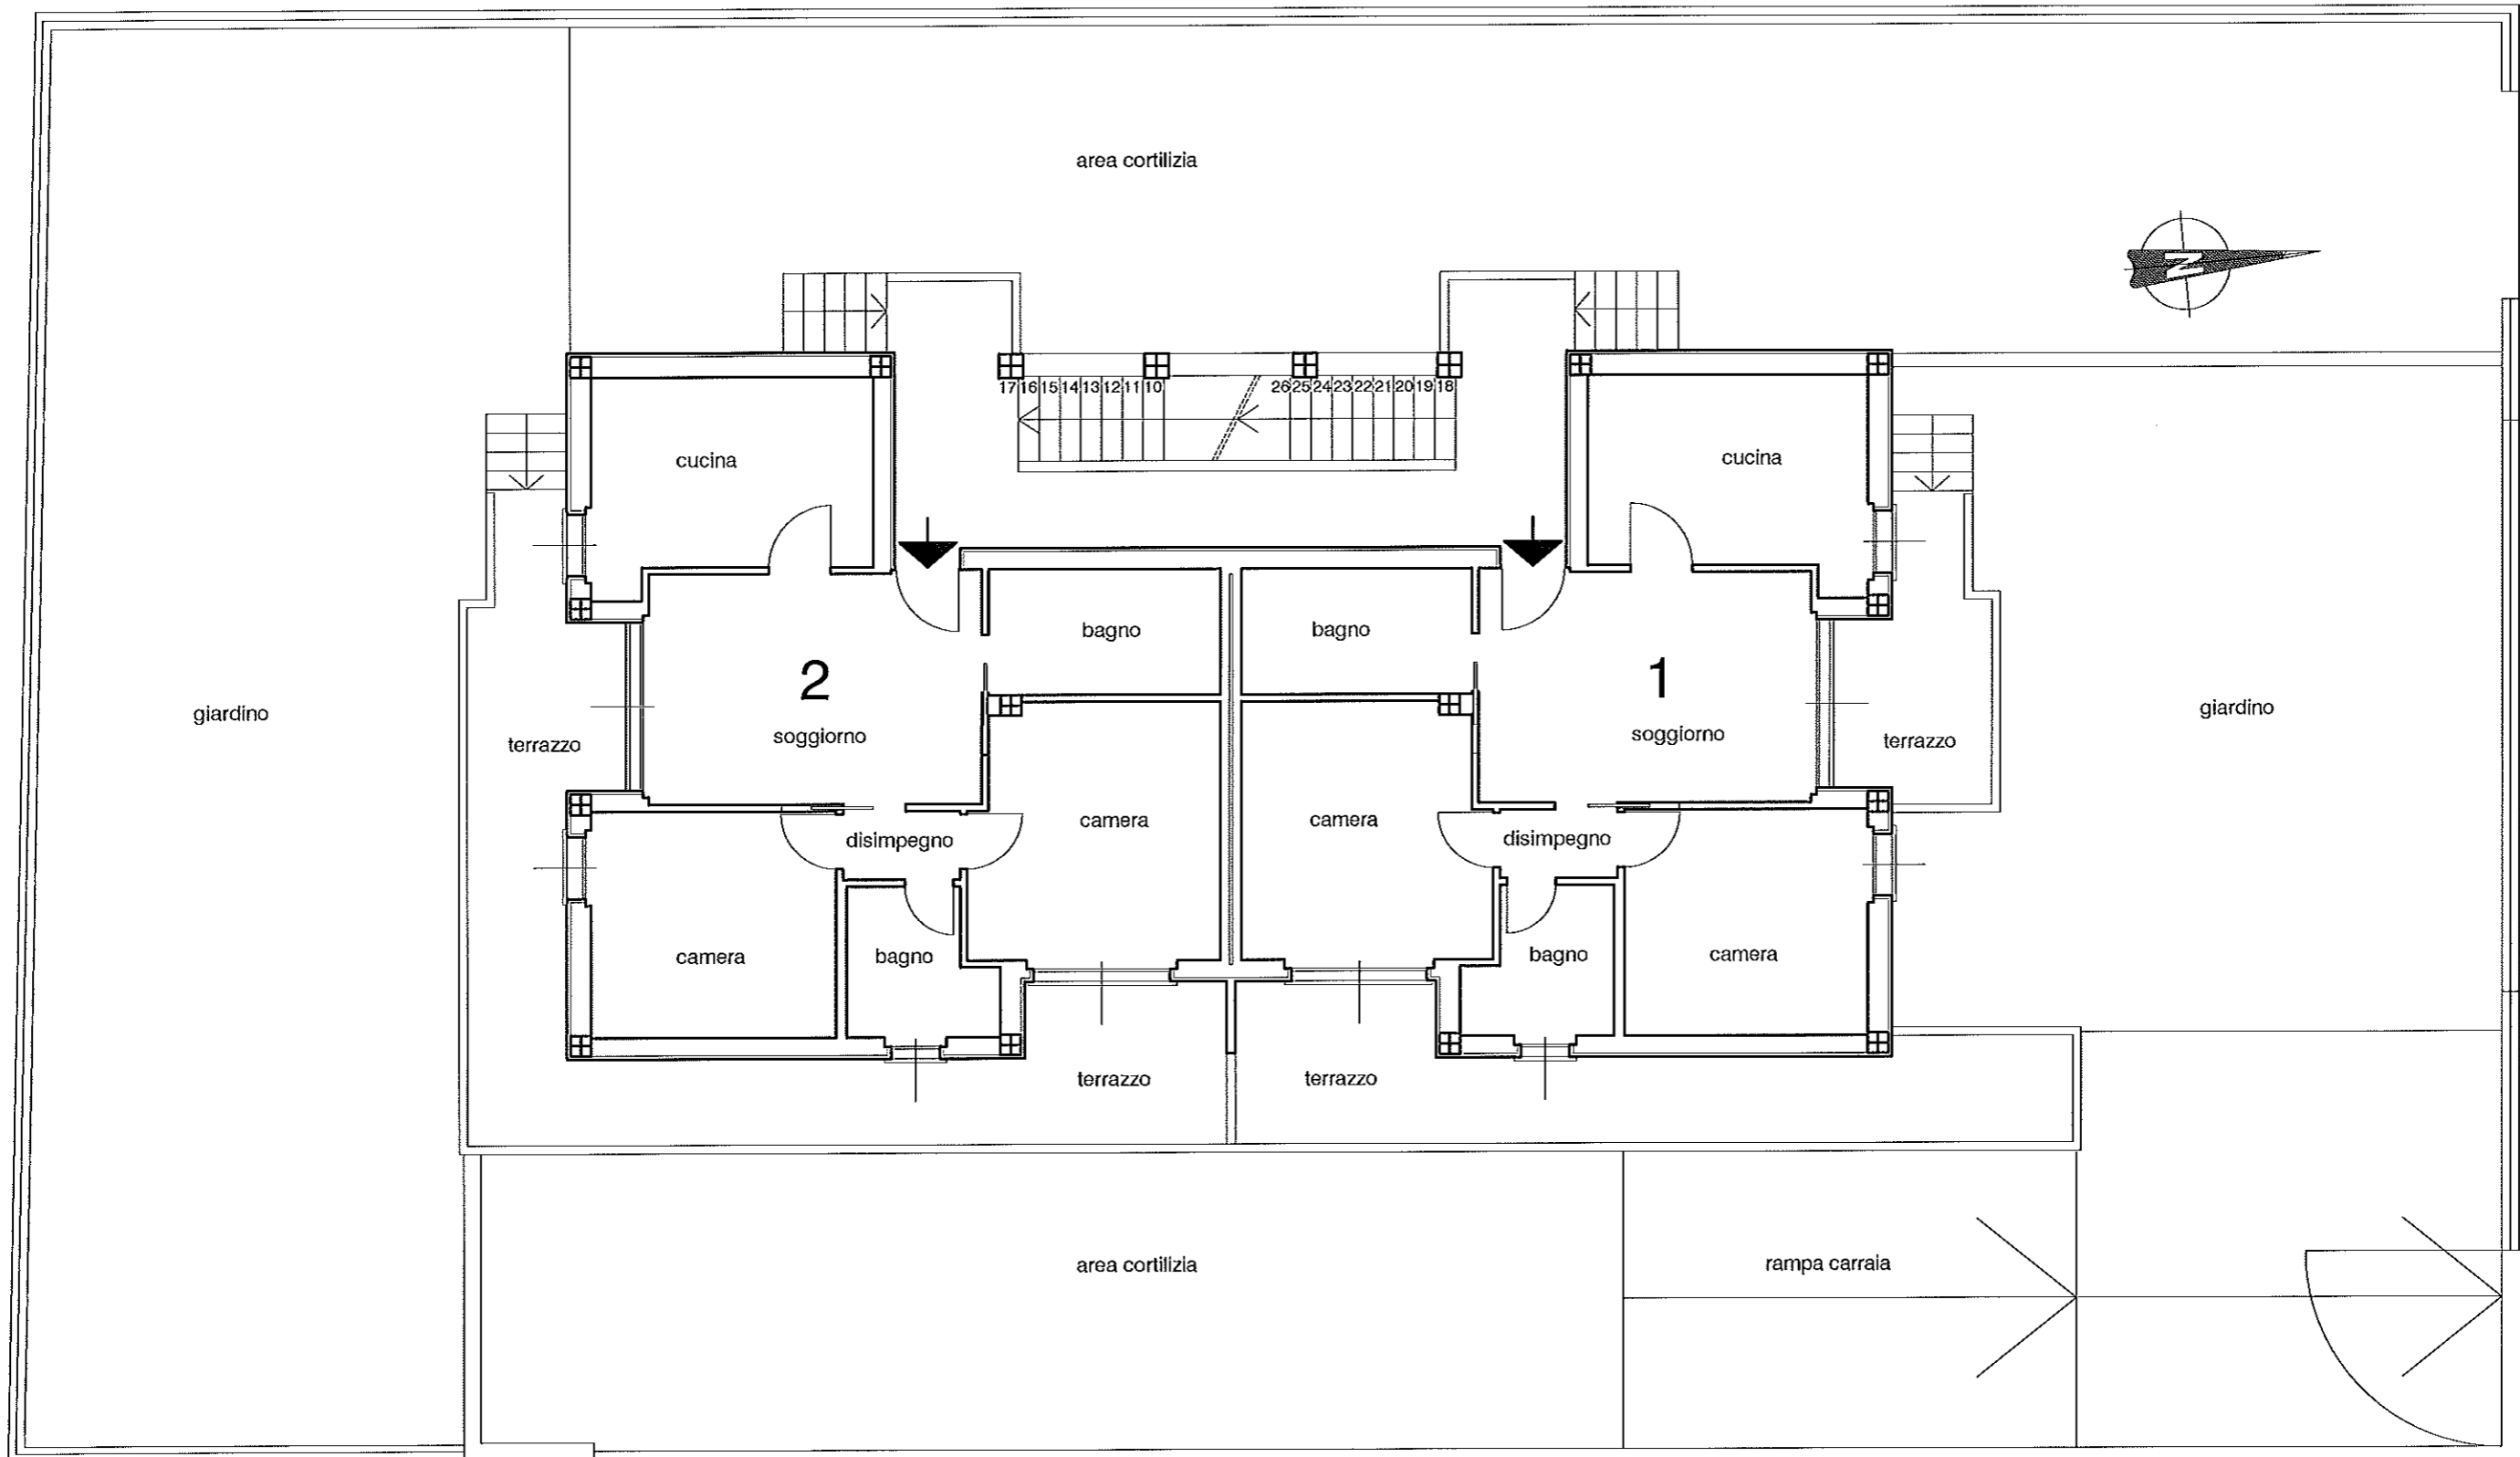 area cortilizia
N
17 16 15 14 13 12 11 10 26 25 24 23 22 21 20 19 18
cucina
cucina
bagno
bagno
2
1
giardino
terrazzo
soggiorno
soggiorno
terrazzo
giardino
disimpegno
camera
camera
disimpegno
camera
bagno
bagno
camera
terrazzo
terrazzo
area cortilizia
rampa carraia